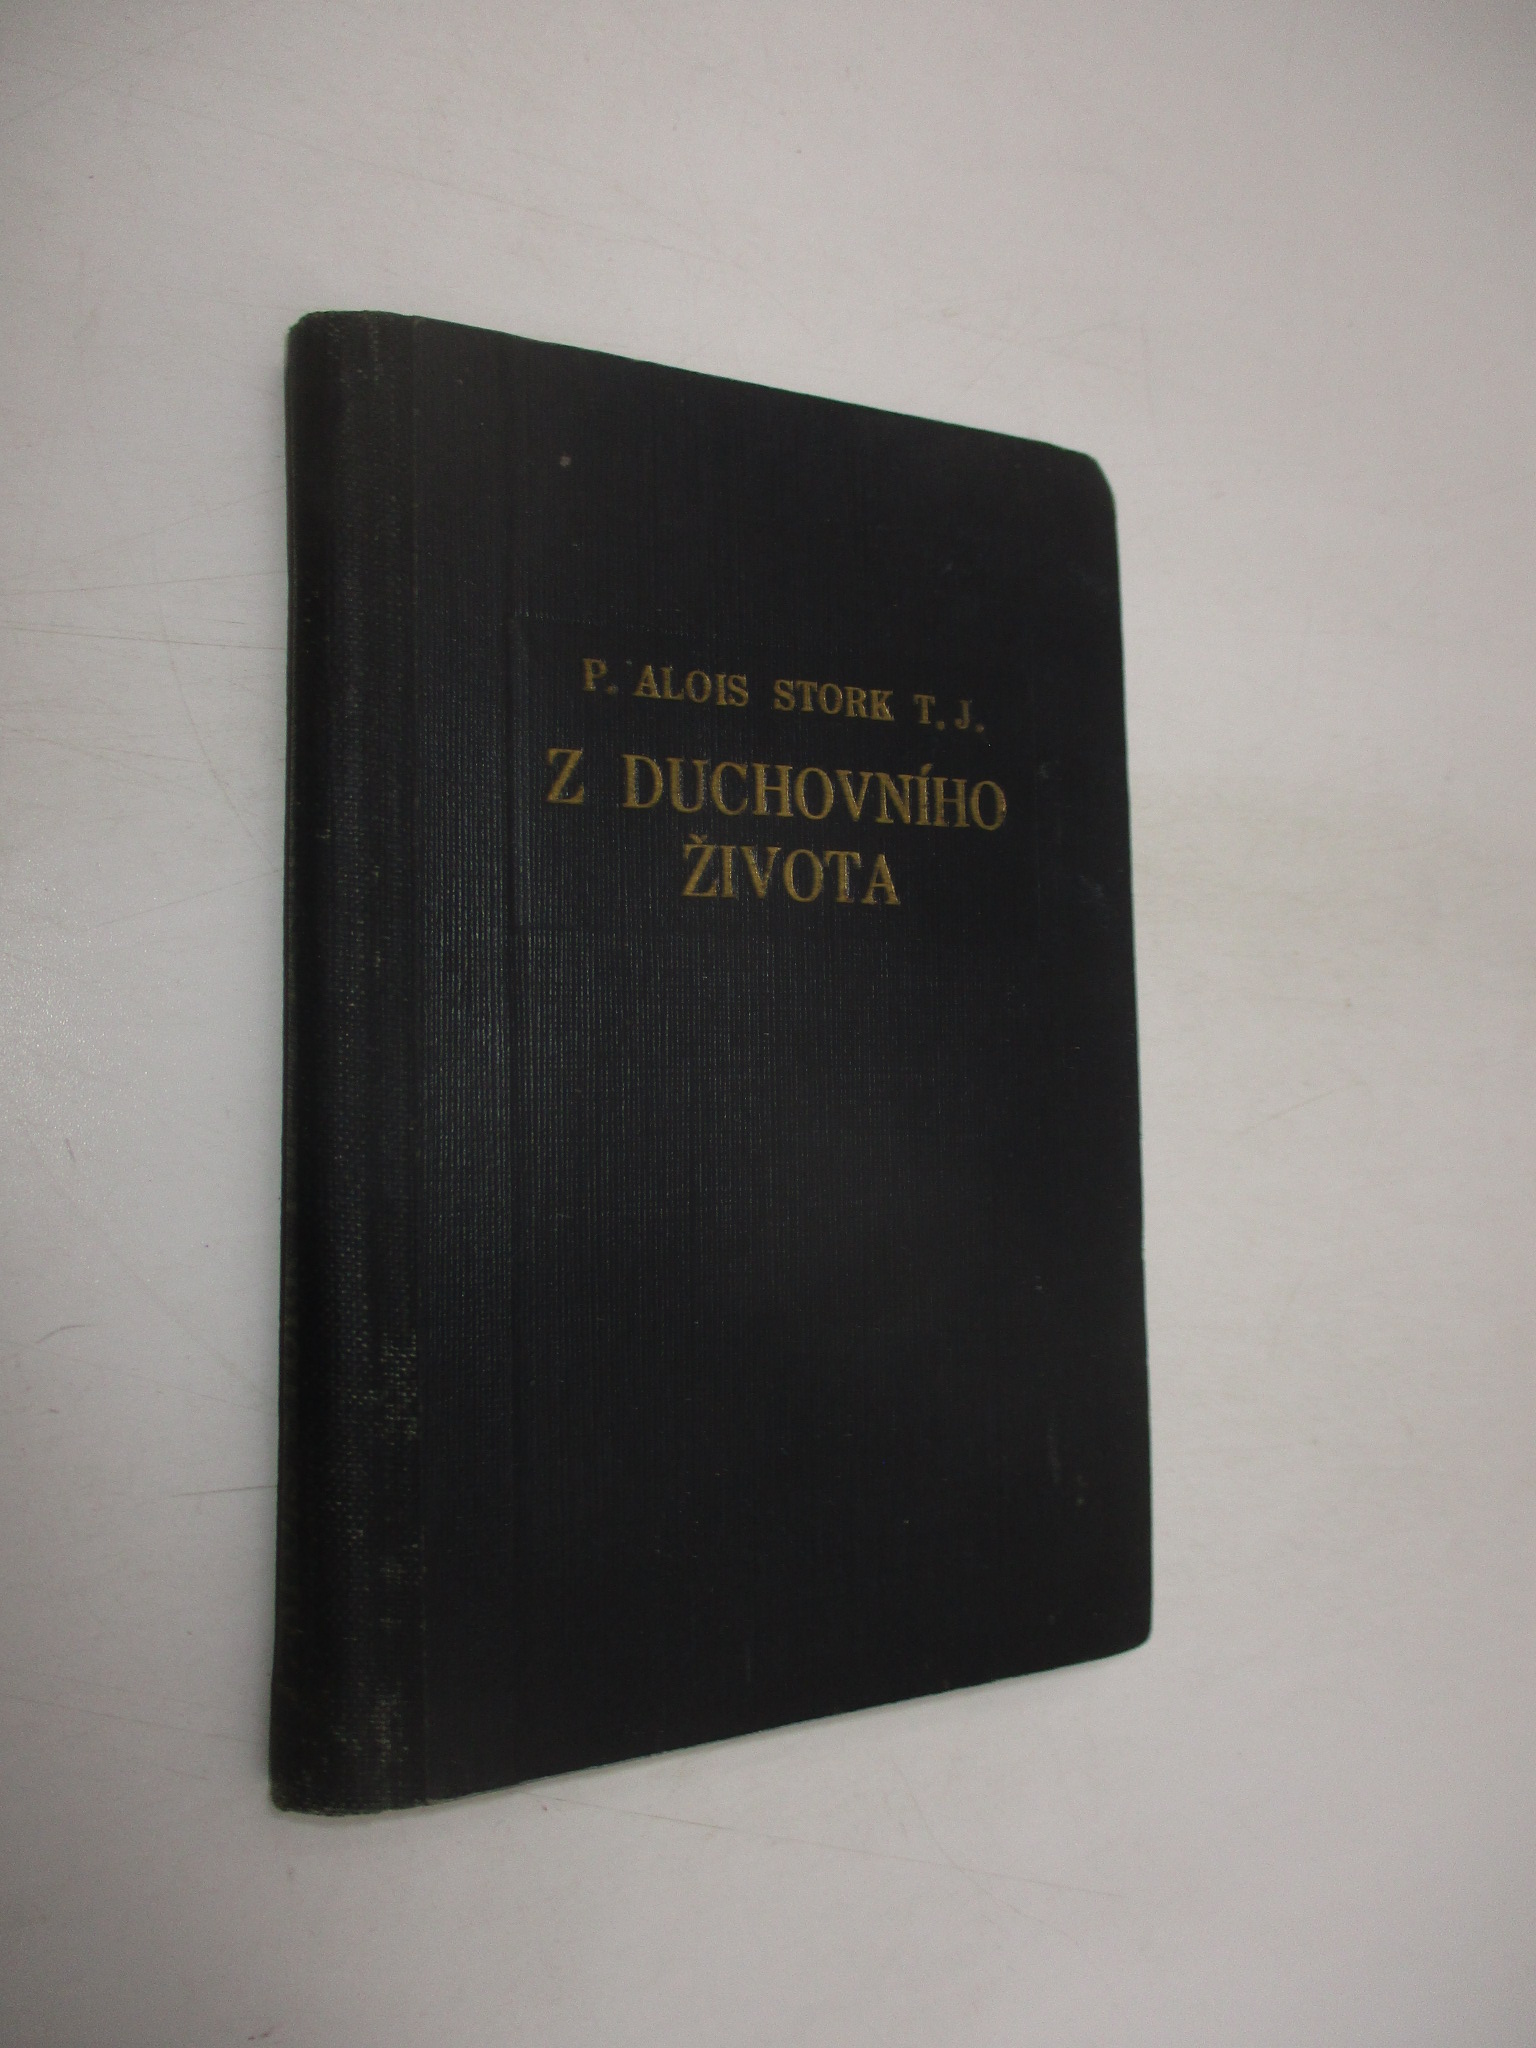 P. ALOIS STORK T. J.
Z DUCHOVNÍHO
ŽIVOTA